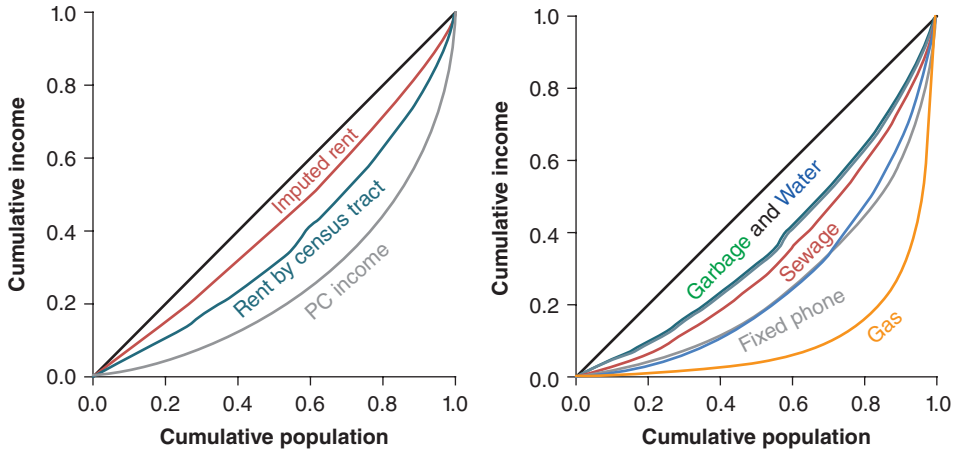 1.0
0.8
0.6
0.4
0.2
0.0
Cumulative income
Imputed rent
Rent by census tract
PC income
0.0 0.2 0.4 0.6 0.8 1.0
Cumulative population
1.0
0.8
0.6
0.4
0.2
0.0
Cumulative income
Garbage and Water
Sewage
Fixed phone
Gas
0.0 0.2 0.4 0.6 0.8 1.0
Cumulative population